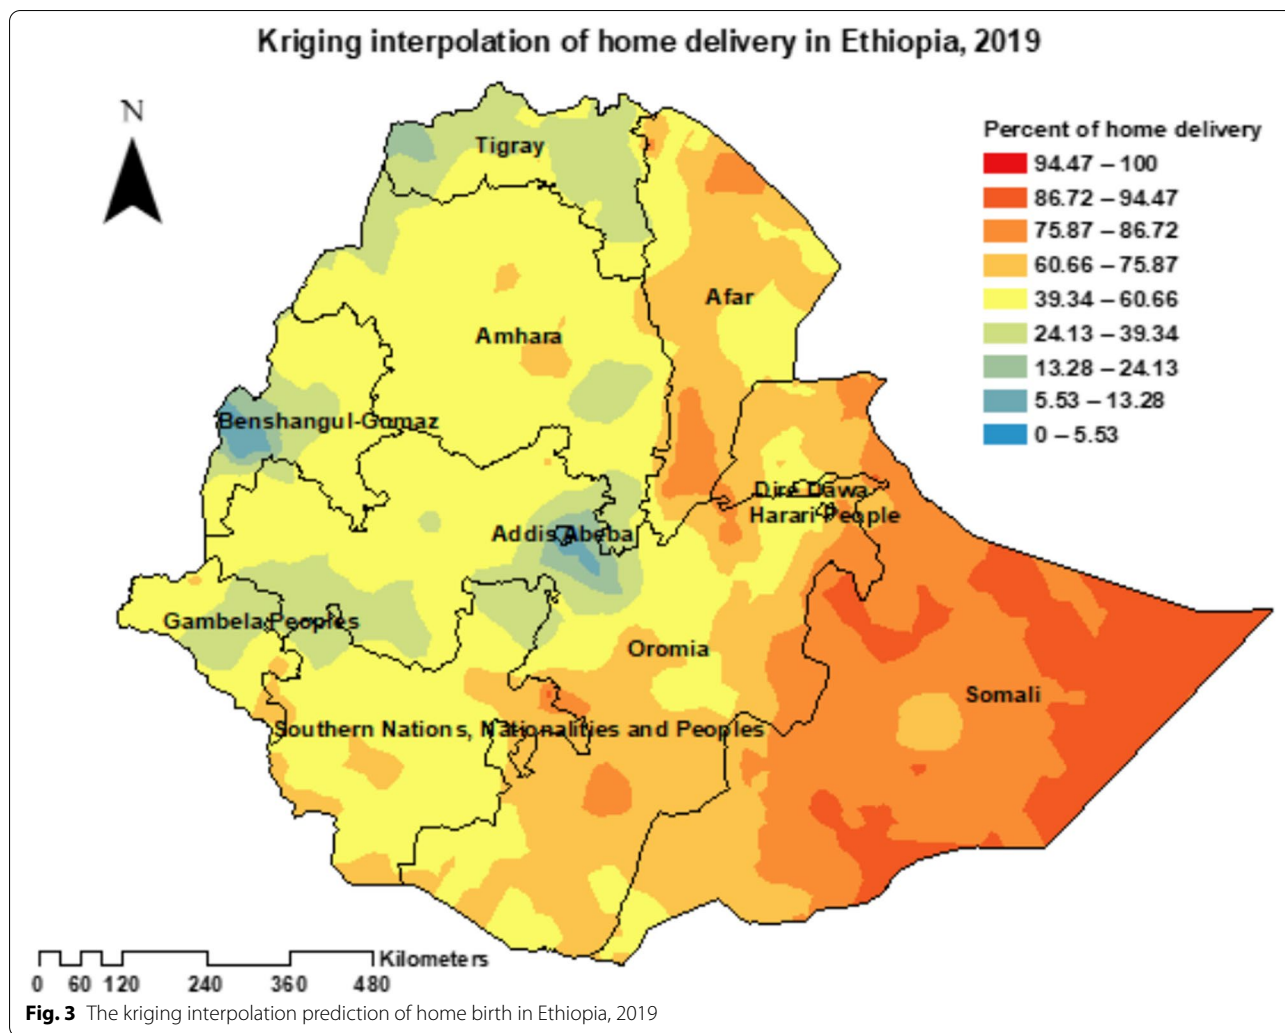 Kriging interpolation of home delivery in Ethiopia, 2019
N
Percent of home delivery
94.47 – 100
86.72 – 94.47
75.87 – 86.72
60.66 – 75.87
39.34 – 60.66
24.13 – 39.34
13.28 – 24.13
5.53 – 13.28
0 – 5.53
Tigray
Afar
Amhara
Benshangul-Gomaz
Dire Dawa
Harari People
Addis Abeba
Gambela Peoples
Oromia
Somali
Southern Nations, Nationalities and Peoples
Kilometers
0 60 120 240 360 480
Fig. 3 The kriging interpolation prediction of home birth in Ethiopia, 2019